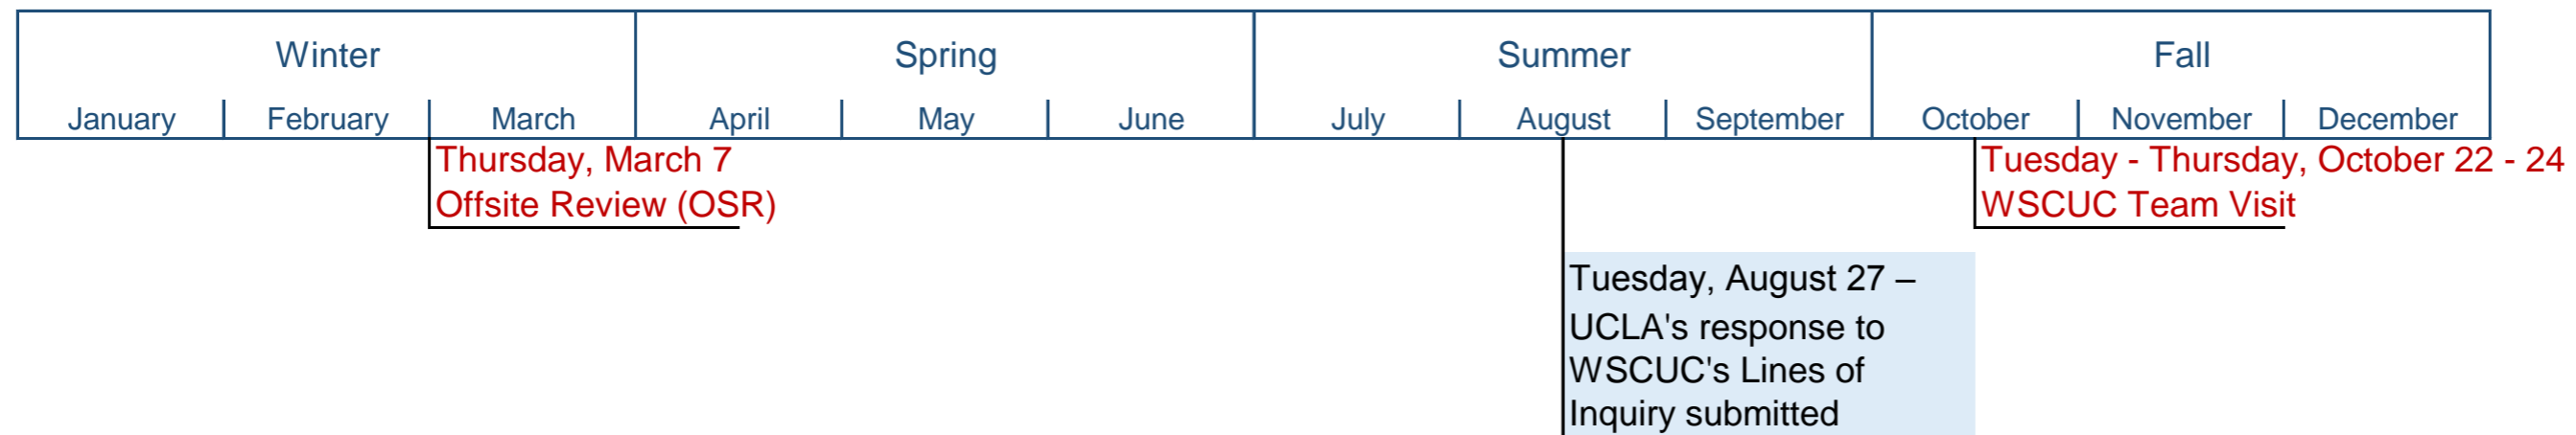 Winter Spring Summer Fall
January February March April May June July August September October November December
Thursday, March 7
Offsite Review (OSR)
Tuesday - Thursday, October 22 - 24
WSCUC Team Visit
Tuesday, August 27 –
UCLA's response to
WSCUC's Lines of
Inquiry submitted